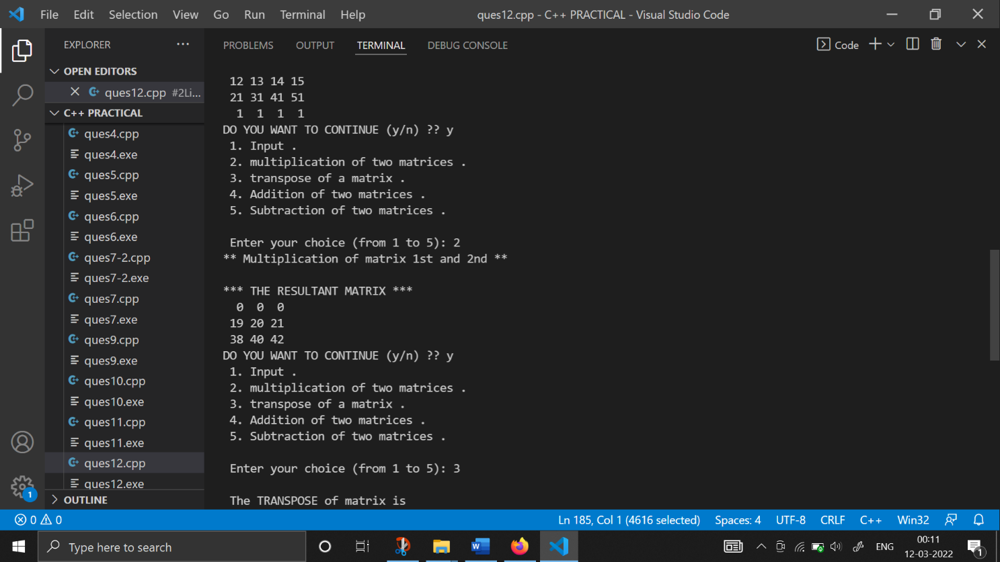 File Edit Selection View Go Run Terminal Help ques12.cpp - C++ PRACTICAL - Visual Studio Code
EXPLORER ...
OPEN EDITORS
ques12.cpp #2Li...
C++ PRACTICAL
ques4.cpp
ques4.exe
ques5.cpp
ques5.exe
ques6.cpp
ques6.exe
ques7-2.cpp
ques7-2.exe
ques7.cpp
ques7.exe
ques9.cpp
ques9.exe
ques10.cpp
ques10.exe
ques11.cpp
ques11.exe
ques12.cpp
ques12.exe
OUTLINE
1
PROBLEMS OUTPUT TERMINAL DEBUG CONSOLE Code
12 13 14 15
21 31 41 51
1 1 1 1
DO YOU WANT TO CONTINUE (y/n) ?? y
1. Input .
2. multiplication of two matrices .
3. transpose of a matrix .
4. Addition of two matrices .
5. Subtraction of two matrices .
Enter your choice (from 1 to 5): 2
** Multiplication of matrix 1st and 2nd **
*** THE RESULTANT MATRIX ***
0 0 0
19 20 21
38 40 42
DO YOU WANT TO CONTINUE (y/n) ?? y
1. Input .
2. multiplication of two matrices .
3. transpose of a matrix .
4. Addition of two matrices .
5. Subtraction of two matrices .
Enter your choice (from 1 to 5): 3
The TRANSPOSE of matrix is
0 0 Ln 185, Col 1 (4616 selected) Spaces: 4 UTF-8 CRLF C++ Win32
Type here to search
ENG
00:11
12-03-2022
1